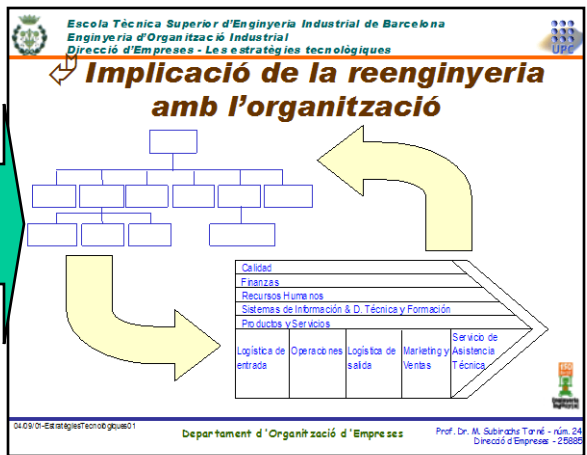 Escola Tècnica Superior d'Enginyeria Industrial de Barcelona
Enginyeria d'Organització Industrial
Direcció d'Empreses - Les estratègies tecnològiques
UPC
Implicació de la reenginyeria
amb l'organització
Calidad
Finanzas
Recursos Humanos
Sistemas de Información & D. Técnica y Formación
Productos y Servicios
Logística de entrada
Operaciones
Logística de salida
Marketing y Ventas
Servicio de Asistencia Técnica
04.09/01-EstratègiesTecnològiques01
Departament d'Organització d'Empreses
Prof. Dr. M. Subirachs Torné - núm. 24
Direcció d'Empreses - 25885